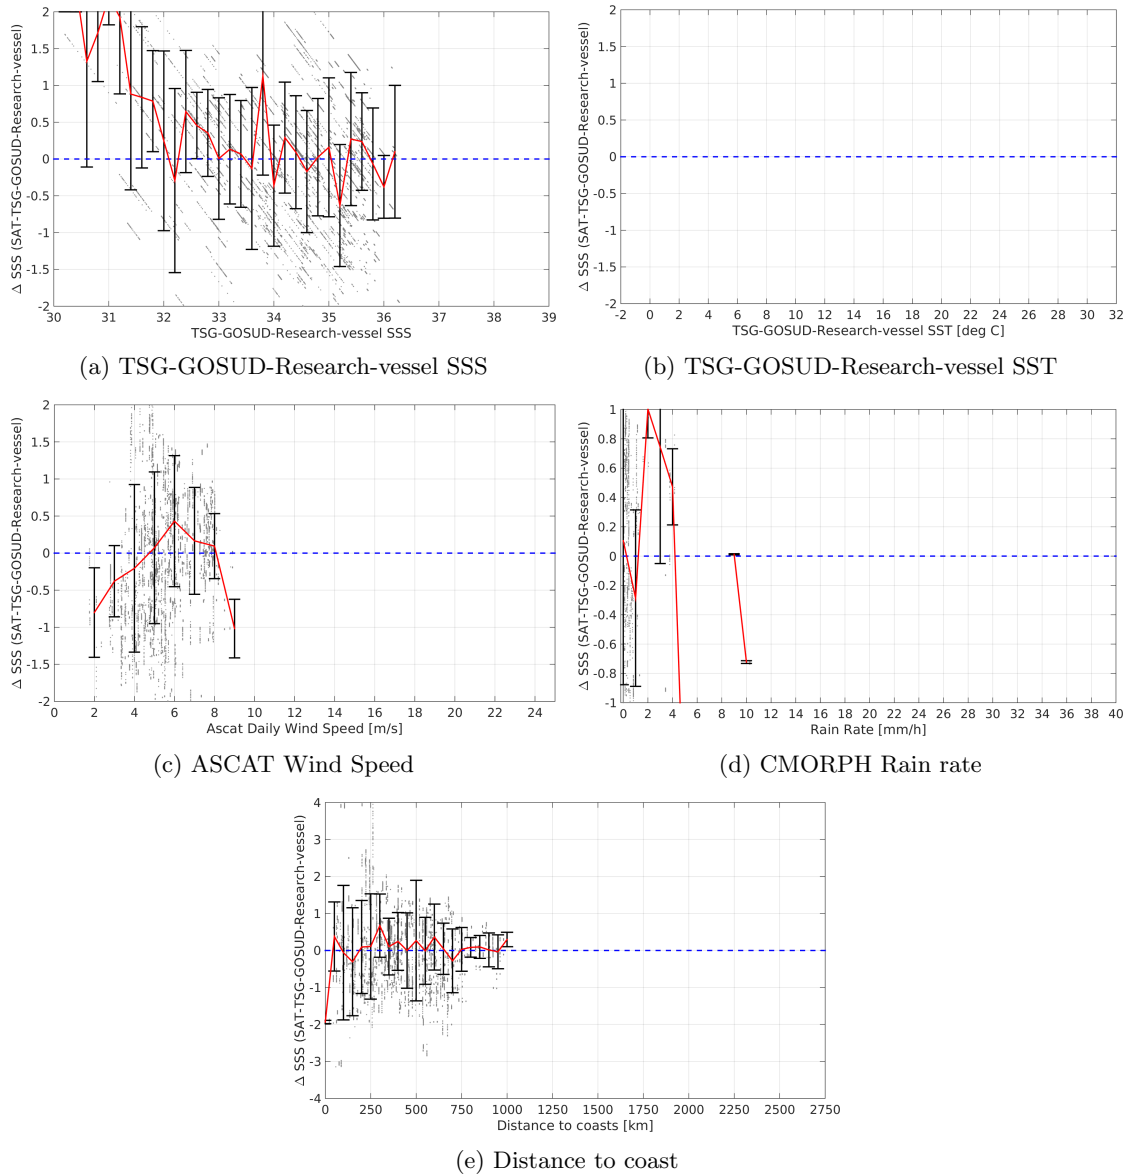 Δ SSS (SAT-TSG-GOSUD-Research-vessel)
2
1.5
1
0.5
0
-0.5
-1
-1.5
-2
30 31 32 33 34 35 36 37 38 39
TSG-GOSUD-Research-vessel SSS
(a) TSG-GOSUD-Research-vessel SSS
Δ SSS (SAT-TSG-GOSUD-Research-vessel)
2
1.5
1
0.5
0
-0.5
-1
-1.5
-2
-2 0 2 4 6 8 10 12 14 16 18 20 22 24 26 28 30 32
TSG-GOSUD-Research-vessel SST [deg C]
(b) TSG-GOSUD-Research-vessel SST
Δ SSS (SAT-TSG-GOSUD-Research-vessel)
2
1.5
1
0.5
0
-0.5
-1
-1.5
-2
0 2 4 6 8 10 12 14 16 18 20 22 24
Ascat Daily Wind Speed [m/s]
(c) ASCAT Wind Speed
Δ SSS (SAT-TSG-GOSUD-Research-vessel)
1
0.8
0.6
0.4
0.2
0
-0.2
-0.4
-0.6
-0.8
-1
0 2 4 6 8 10 12 14 16 18 20 22 24 26 28 30 32 34 36 38 40
Rain Rate [mm/h]
(d) CMORPH Rain rate
Δ SSS (SAT-TSG-GOSUD-Research-vessel)
4
3
2
1
0
-1
-2
-3
-4
0 250 500 750 1000 1250 1500 1750 2000 2250 2500 2750
Distance to coasts [km]
(e) Distance to coast